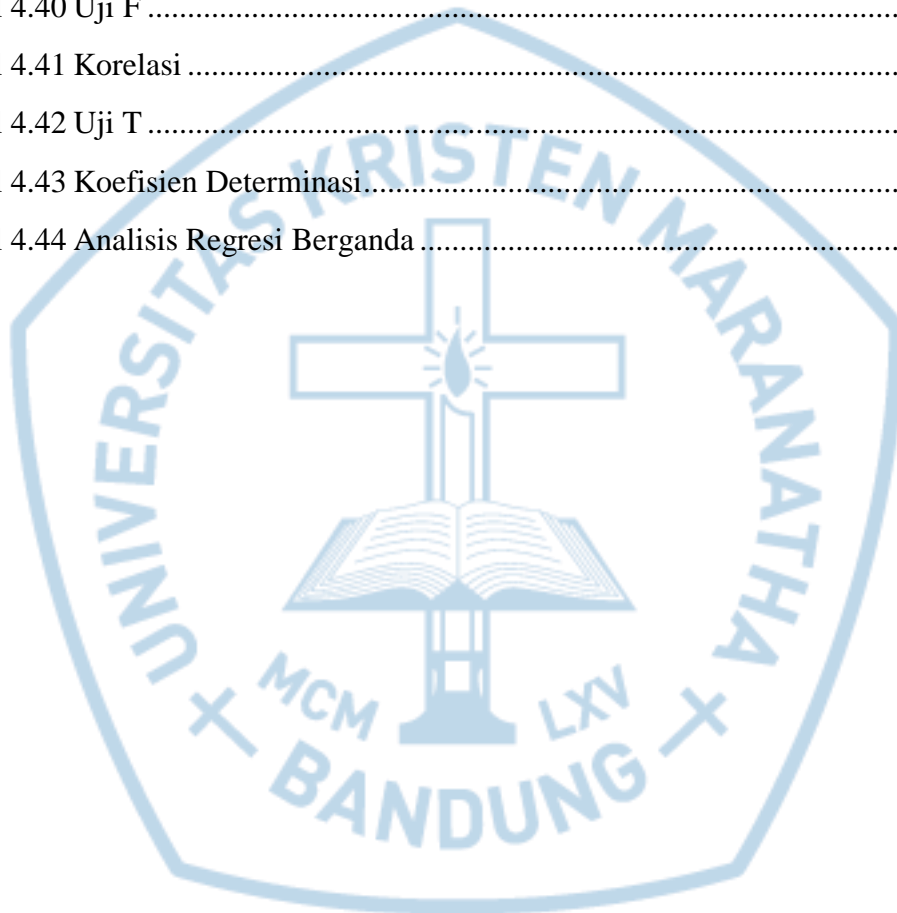 4.40 Uji F ....................................................................................................
4.41 Korelasi ....................................................................................................
4.42 Uji T ....................................................................................................
4.43 Koefisien Determinasi....................................................................................................
4.44 Analisis Regresi Berganda ....................................................................................................
UNIVERSITAS KRISTEN MARANATHA
MCM LXV
BANDUNG